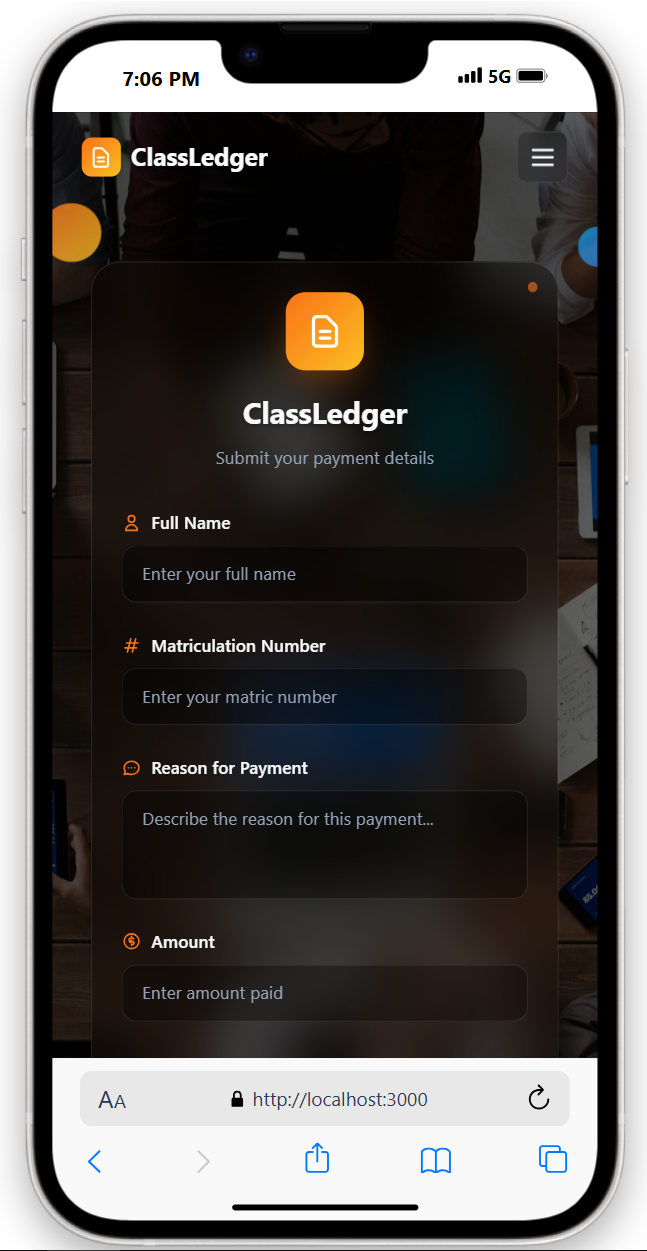 7:06 PM 5G
ClassLedger
ClassLedger
Submit your payment details
Full Name
Enter your full name
# Matriculation Number
Enter your matric number
Reason for Payment
Describe the reason for this payment...
$ Amount
Enter amount paid
AA http://localhost:3000